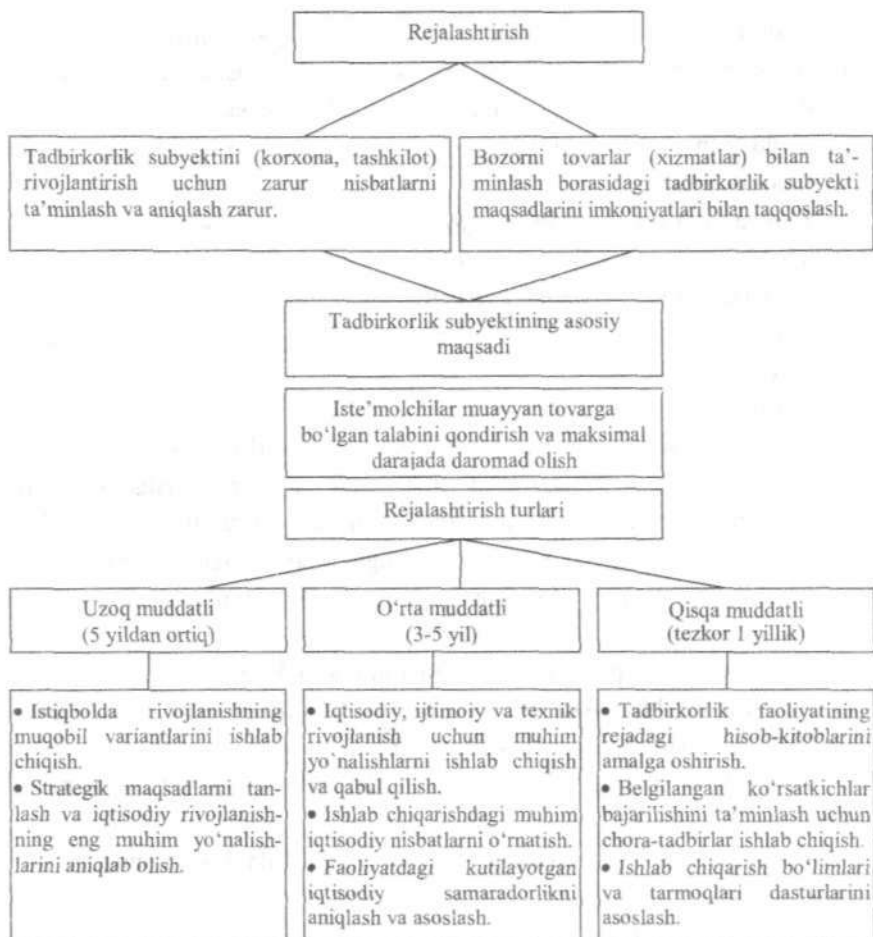 Rejalashtirish
Tadbirkorlik subyektini (korxona, tashkilot)
rivojlantirish uchun zarur nisbatlarni
ta’minlash va aniqlash zarur.
Bozorni tovarlar (xizmatlar) bilan ta’-
minlash borasidagi tadbirkorlik subyekti
maqsadlarini imkoniyatlari bilan taqqoslash.
Tadbirkorlik subyektining asosiy
maqsadi
Iste’molchilar muayyan tovarga
bo‘lgan talabini qondirish va maksimal
darajada daromad olish
Rejalashtirish turlari
Uzoq muddatli
(5 yildan ortiq)
O‘rta muddatli
(3-5 yil)
Qisqa muddatli
(tezkor 1 yillik)
• Istiqbolda rivojlanishning
muqobil variantlarini ishlab
chiqish.
• Strategik maqsadlarni tan-
lash va iqtisodiy rivojlanish-
ning eng muhim yo‘nalish-
larini aniqlab olish.
• Iqtisodiy, ijtimoiy va texnik
rivojlanish uchun muhim
yo`nalishlarni ishlab chiqish
va qabul qilish.
• Ishlab chiqarishdagi muhim
iqtisodiy nisbatlarni o‘rnatish.
• Faoliyatdagi kutilayotgan
iqtisodiy samaradorlikni
aniqlash va asoslash.
• Tadbirkorlik faoliyatining
rejadagi hisob-kitoblarini
amalga oshirish.
• Belgilangan ko‘rsatkichlar
bajarilishini ta’minlash uchun
chora-tadbirlar ishlab chiqish.
• Ishlab chiqarish bo‘limlari
va tarmoqlari dasturlarini
asoslash.